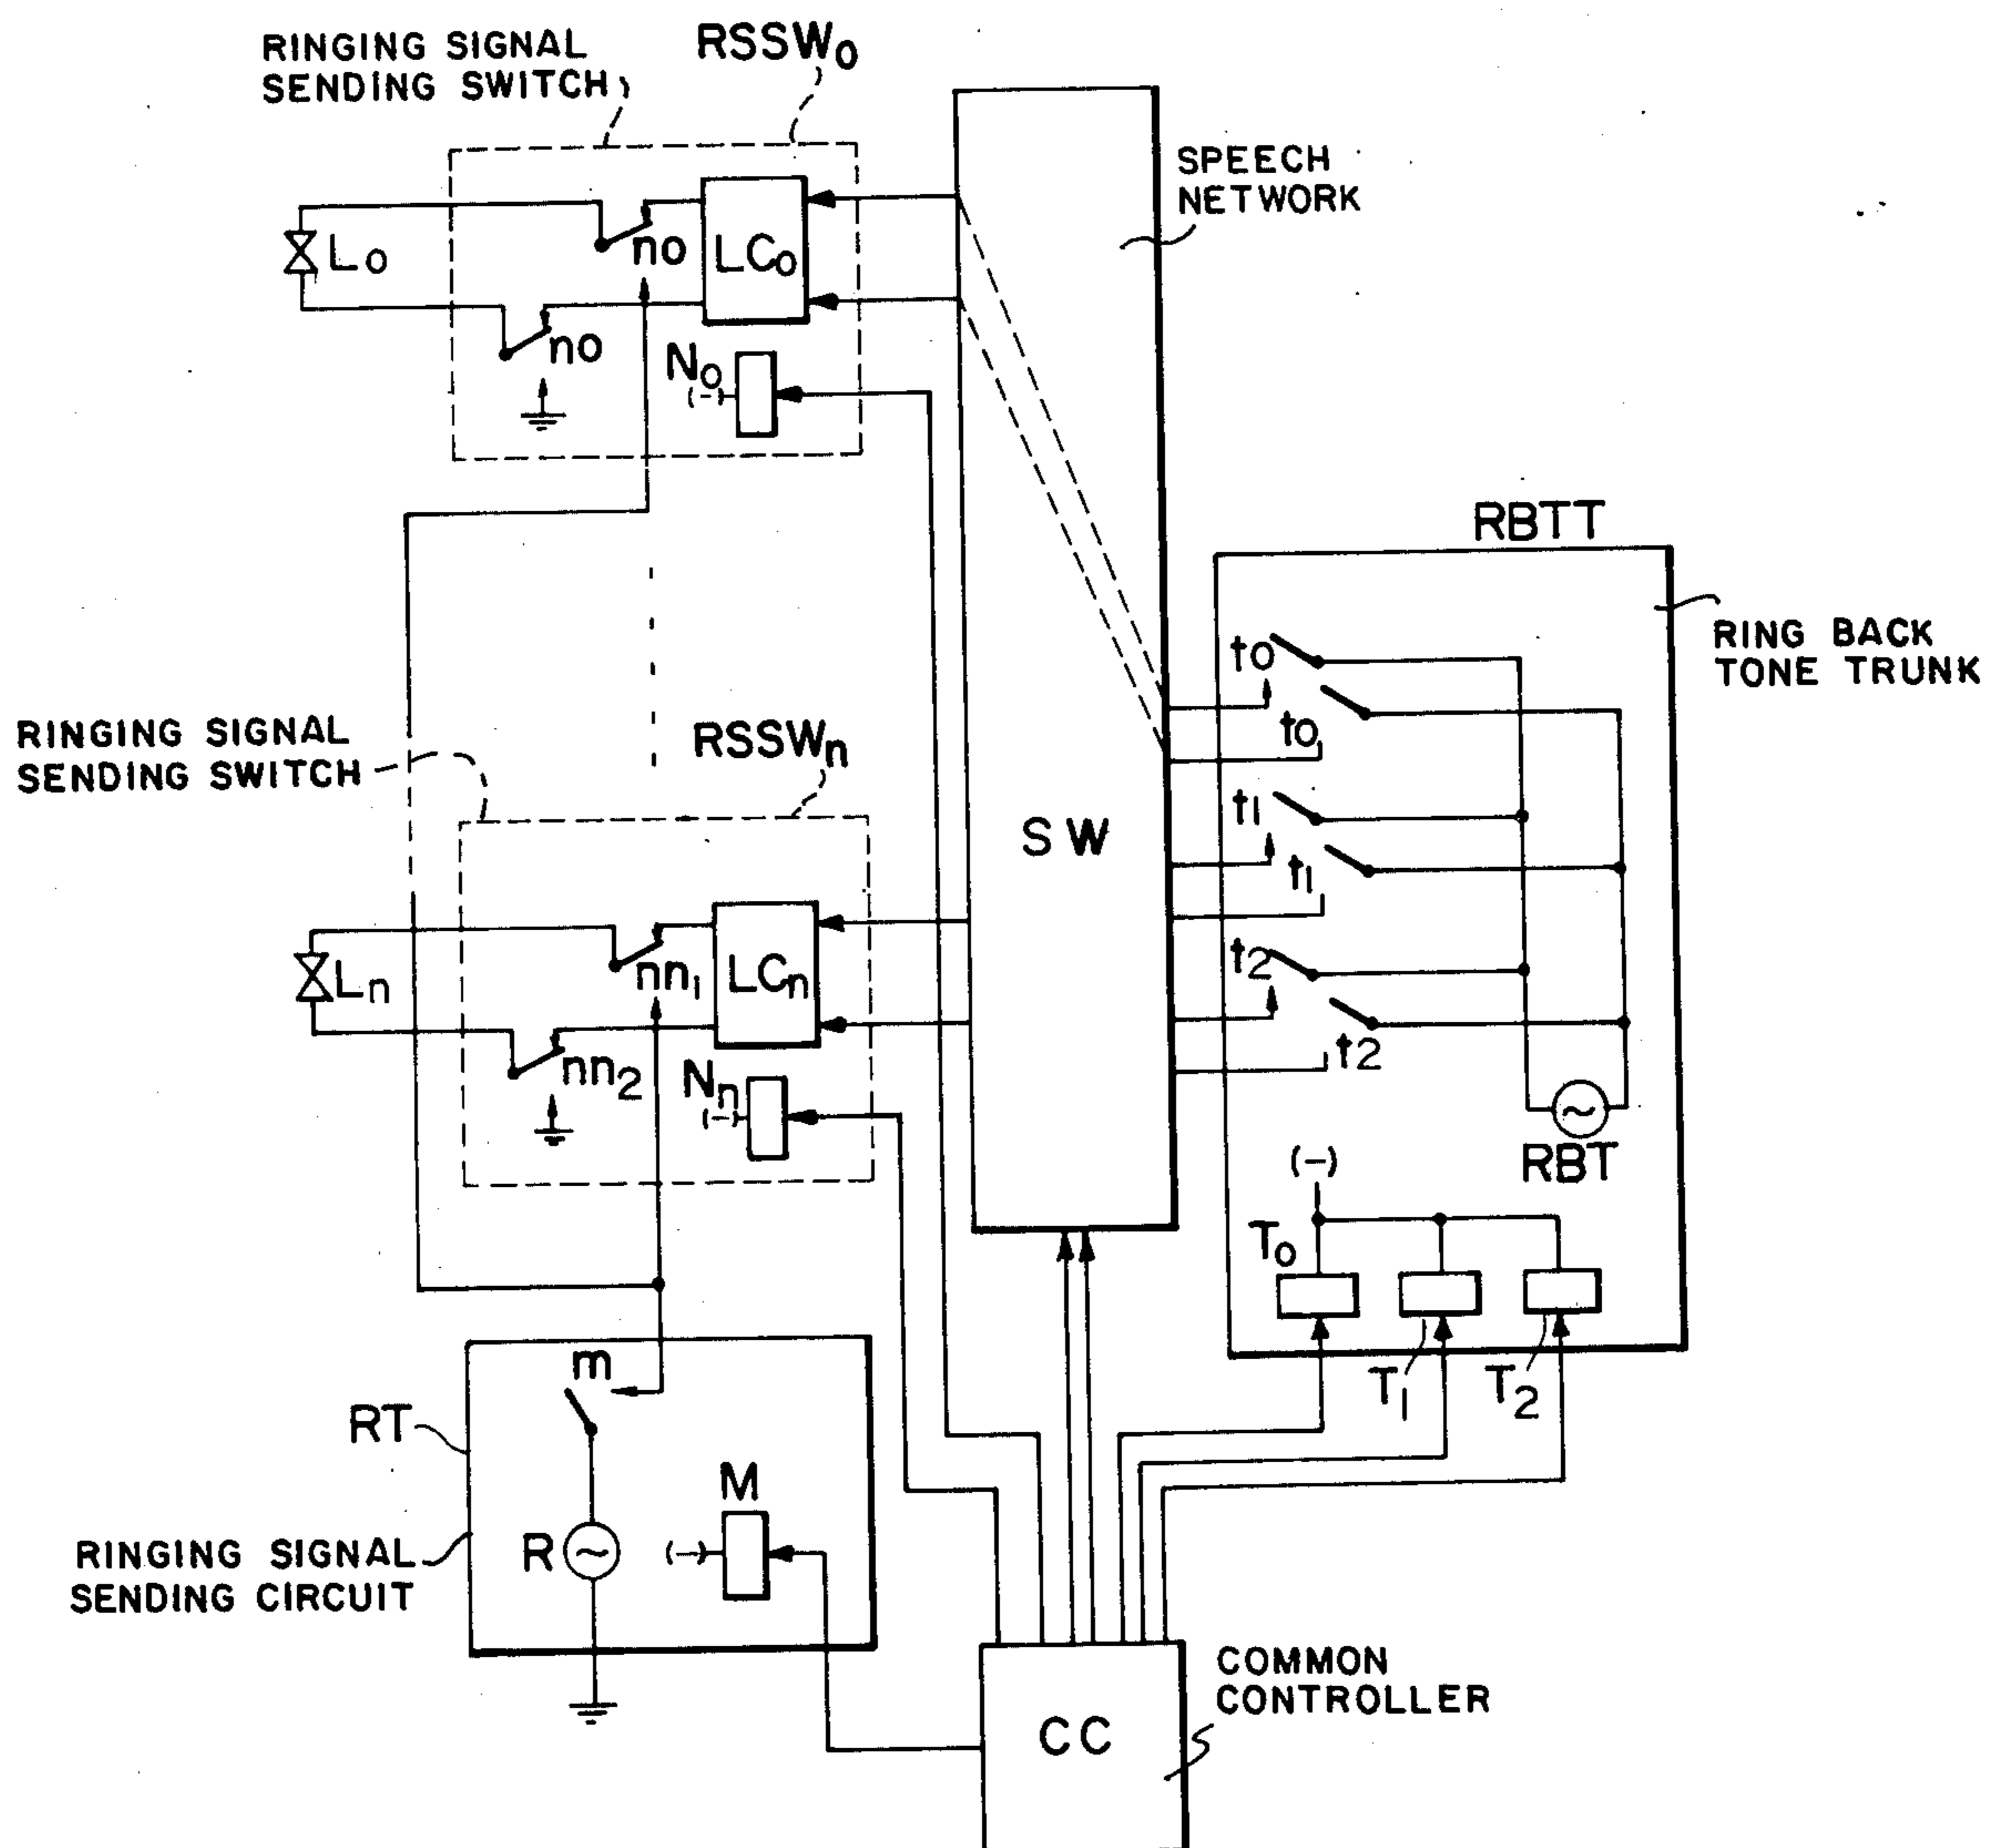 RINGING SIGNAL
SENDING SWITCH
RSSW₀
SPEECH
NETWORK
L₀
n0
LC₀
n0
N₀
(-)
RBTT
RING BACK
TONE TRUNK
t0
t0
RINGING SIGNAL
SENDING SWITCH
RSSWₙ
SW
t1
t1
t2
t2
Lₙ
nn₁
LCₙ
nn₂
Nₙ
(-)
RBT
(-)
T₀
T₁
T₂
m
RT
M
R
(-)
RINGING SIGNAL
SENDING CIRCUIT
COMMON
CONTROLLER
CC